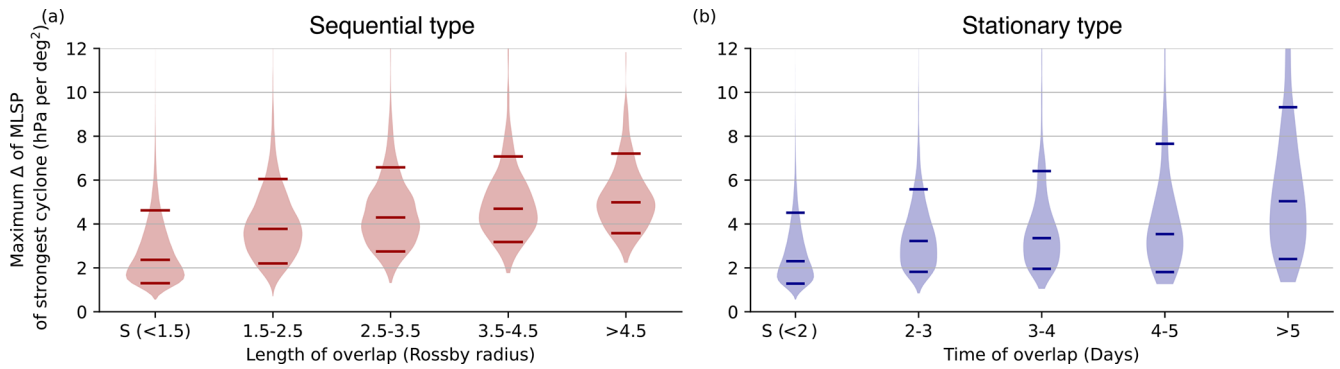 (a)
Sequential type
Maximum Δ of MLSP
of strongest cyclone (hPa per deg²)
12
10
8
6
4
2
0
S (<1.5)
1.5-2.5
2.5-3.5
3.5-4.5
>4.5
Length of overlap (Rossby radius)
(b)
Stationary type
12
10
8
6
4
2
0
S (<2)
2-3
3-4
4-5
>5
Time of overlap (Days)